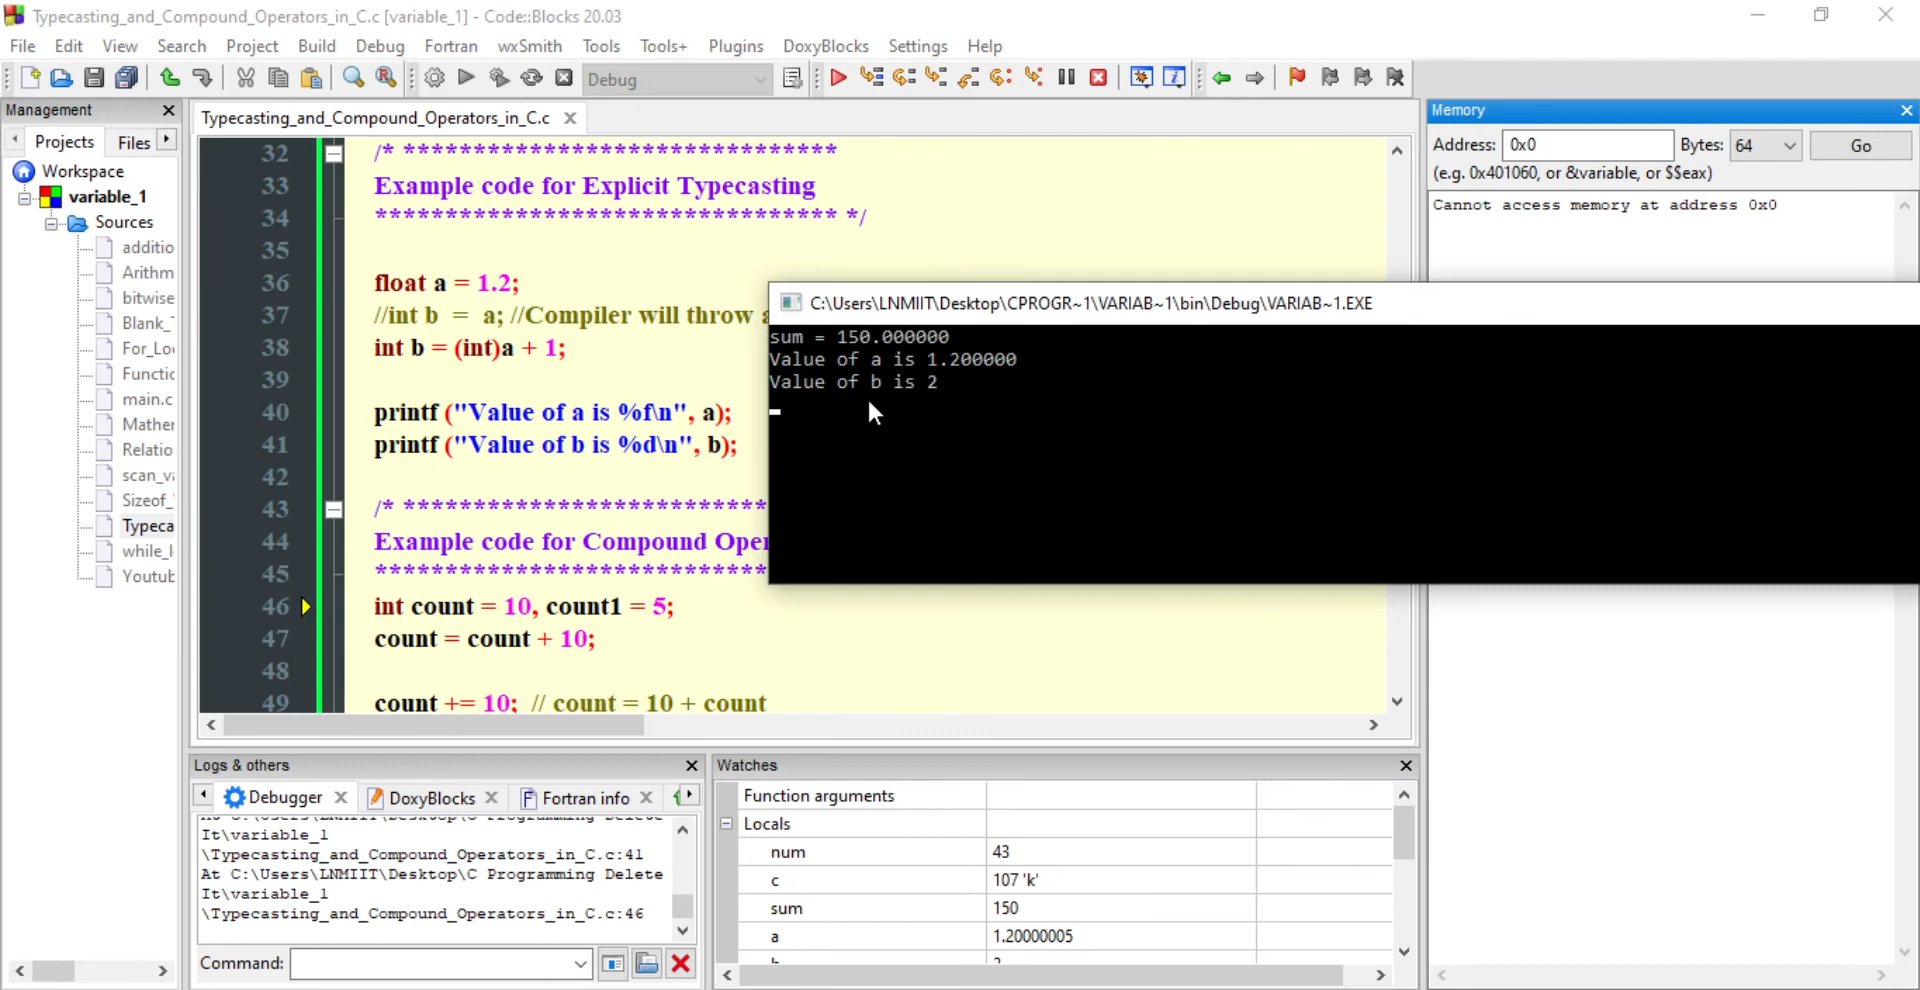 Typecasting_and_Compound_Operators_in_C.c [variable_1] - Code::Blocks 20.03
File Edit View Search Project Build Debug Fortran wxSmith Tools Tools+ Plugins DoxyBlocks Settings Help
Debug
Management
Projects Files
Workspace
variable_1
Sources
additio
Arithm
bitwise
Blank_
For_Lo
Functio
main.c
Mather
Relatio
scan_v
Sizeof_
Typeca
while_l
Youtub
Typecasting_and_Compound_Operators_in_C.c
32 /* *******************************
33 Example code for Explicit Typecasting
34 ********************************* */
35
36 float a = 1.2;
37 //int b = a; //Compiler will throw a
38 int b = (int)a + 1;
39
40 printf ("Value of a is %f\n", a);
41 printf ("Value of b is %d\n", b);
42
43 /* **************************
44 Example code for Compound Oper
45 ****************************
46 int count = 10, count1 = 5;
47 count = count + 10;
48
49 count += 10; // count = 10 + count
C:\Users\LNMIIT\Desktop\CPROGR~1\VARIAB~1\bin\Debug\VARIAB~1.EXE
sum = 150.000000
Value of a is 1.200000
Value of b is 2
Memory
Address: 0x0 Bytes: 64 Go
(e.g. 0x401060, or &variable, or $$eax)
Cannot access memory at address 0x0
Logs & others
Debugger DoxyBlocks Fortran info
It\variable_1
\Typecasting_and_Compound_Operators_in_C.c:41
At C:\Users\LNMIIT\Desktop\C Programming Delete
It\variable_1
\Typecasting_and_Compound_Operators_in_C.c:46
Command:
Watches
Function arguments
Locals
num 43
c 107 'k'
sum 150
a 1.20000005